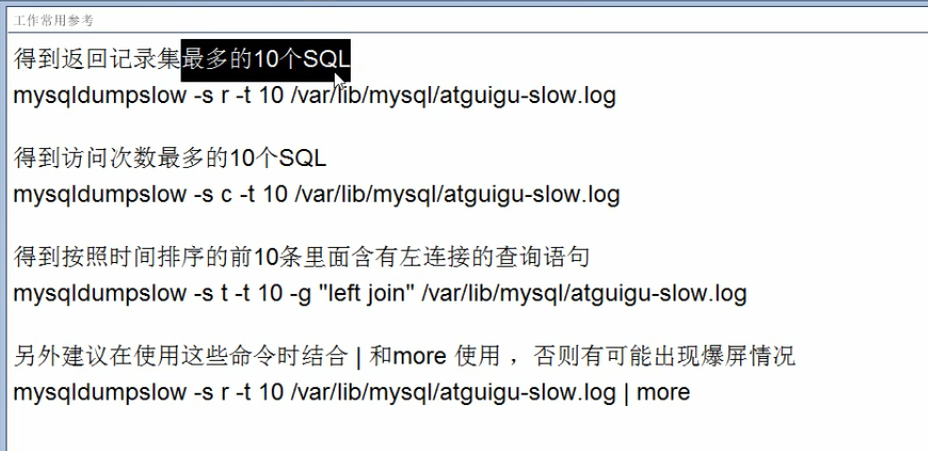 工作常用参考
得到返回记录集最多的10个SQL
mysqldumpslow -s r -t 10 /var/lib/mysql/atguigu-slow.log
得到访问次数最多的10个SQL
mysqldumpslow -s c -t 10 /var/lib/mysql/atguigu-slow.log
得到按照时间排序的前10条里面含有左连接的查询语句
mysqldumpslow -s t -t 10 -g "left join" /var/lib/mysql/atguigu-slow.log
另外建议在使用这些命令时结合 | 和more 使用 ，否则有可能出现爆屏情况
mysqldumpslow -s r -t 10 /var/lib/mysql/atguigu-slow.log | more